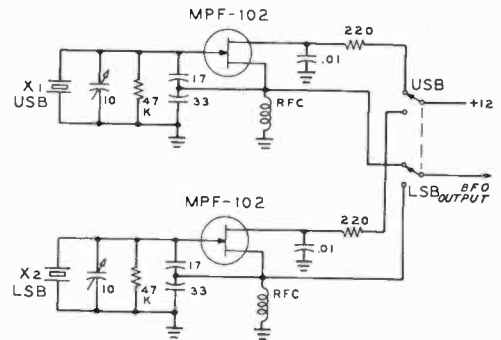 MPF-102
220
.01
17
33
RFC
X1
USB
10
47
K
USB
+12
LSB
BFO
OUTPUT
MPF-102
220
.01
17
33
RFC
X2
LSB
10
47
K